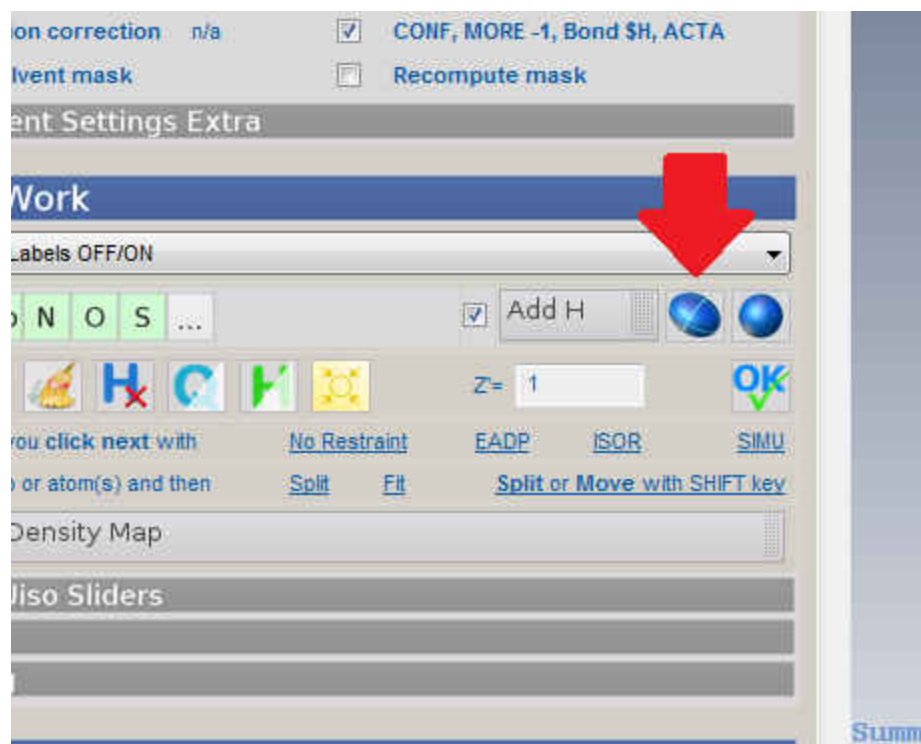 on correction n/a CONF, MORE -1, Bond $H, ACTA
lvent mask Recompute mask
ent Settings Extra
Work
Labels OFF/ON
N O S ... Add H
H Z'= 1 OK
ou click next with No Restraint EADP ISOR SIMU
o or atom(s) and then Split Fit Split or Move with SHIFT key
Density Map
Uiso Sliders
Summ